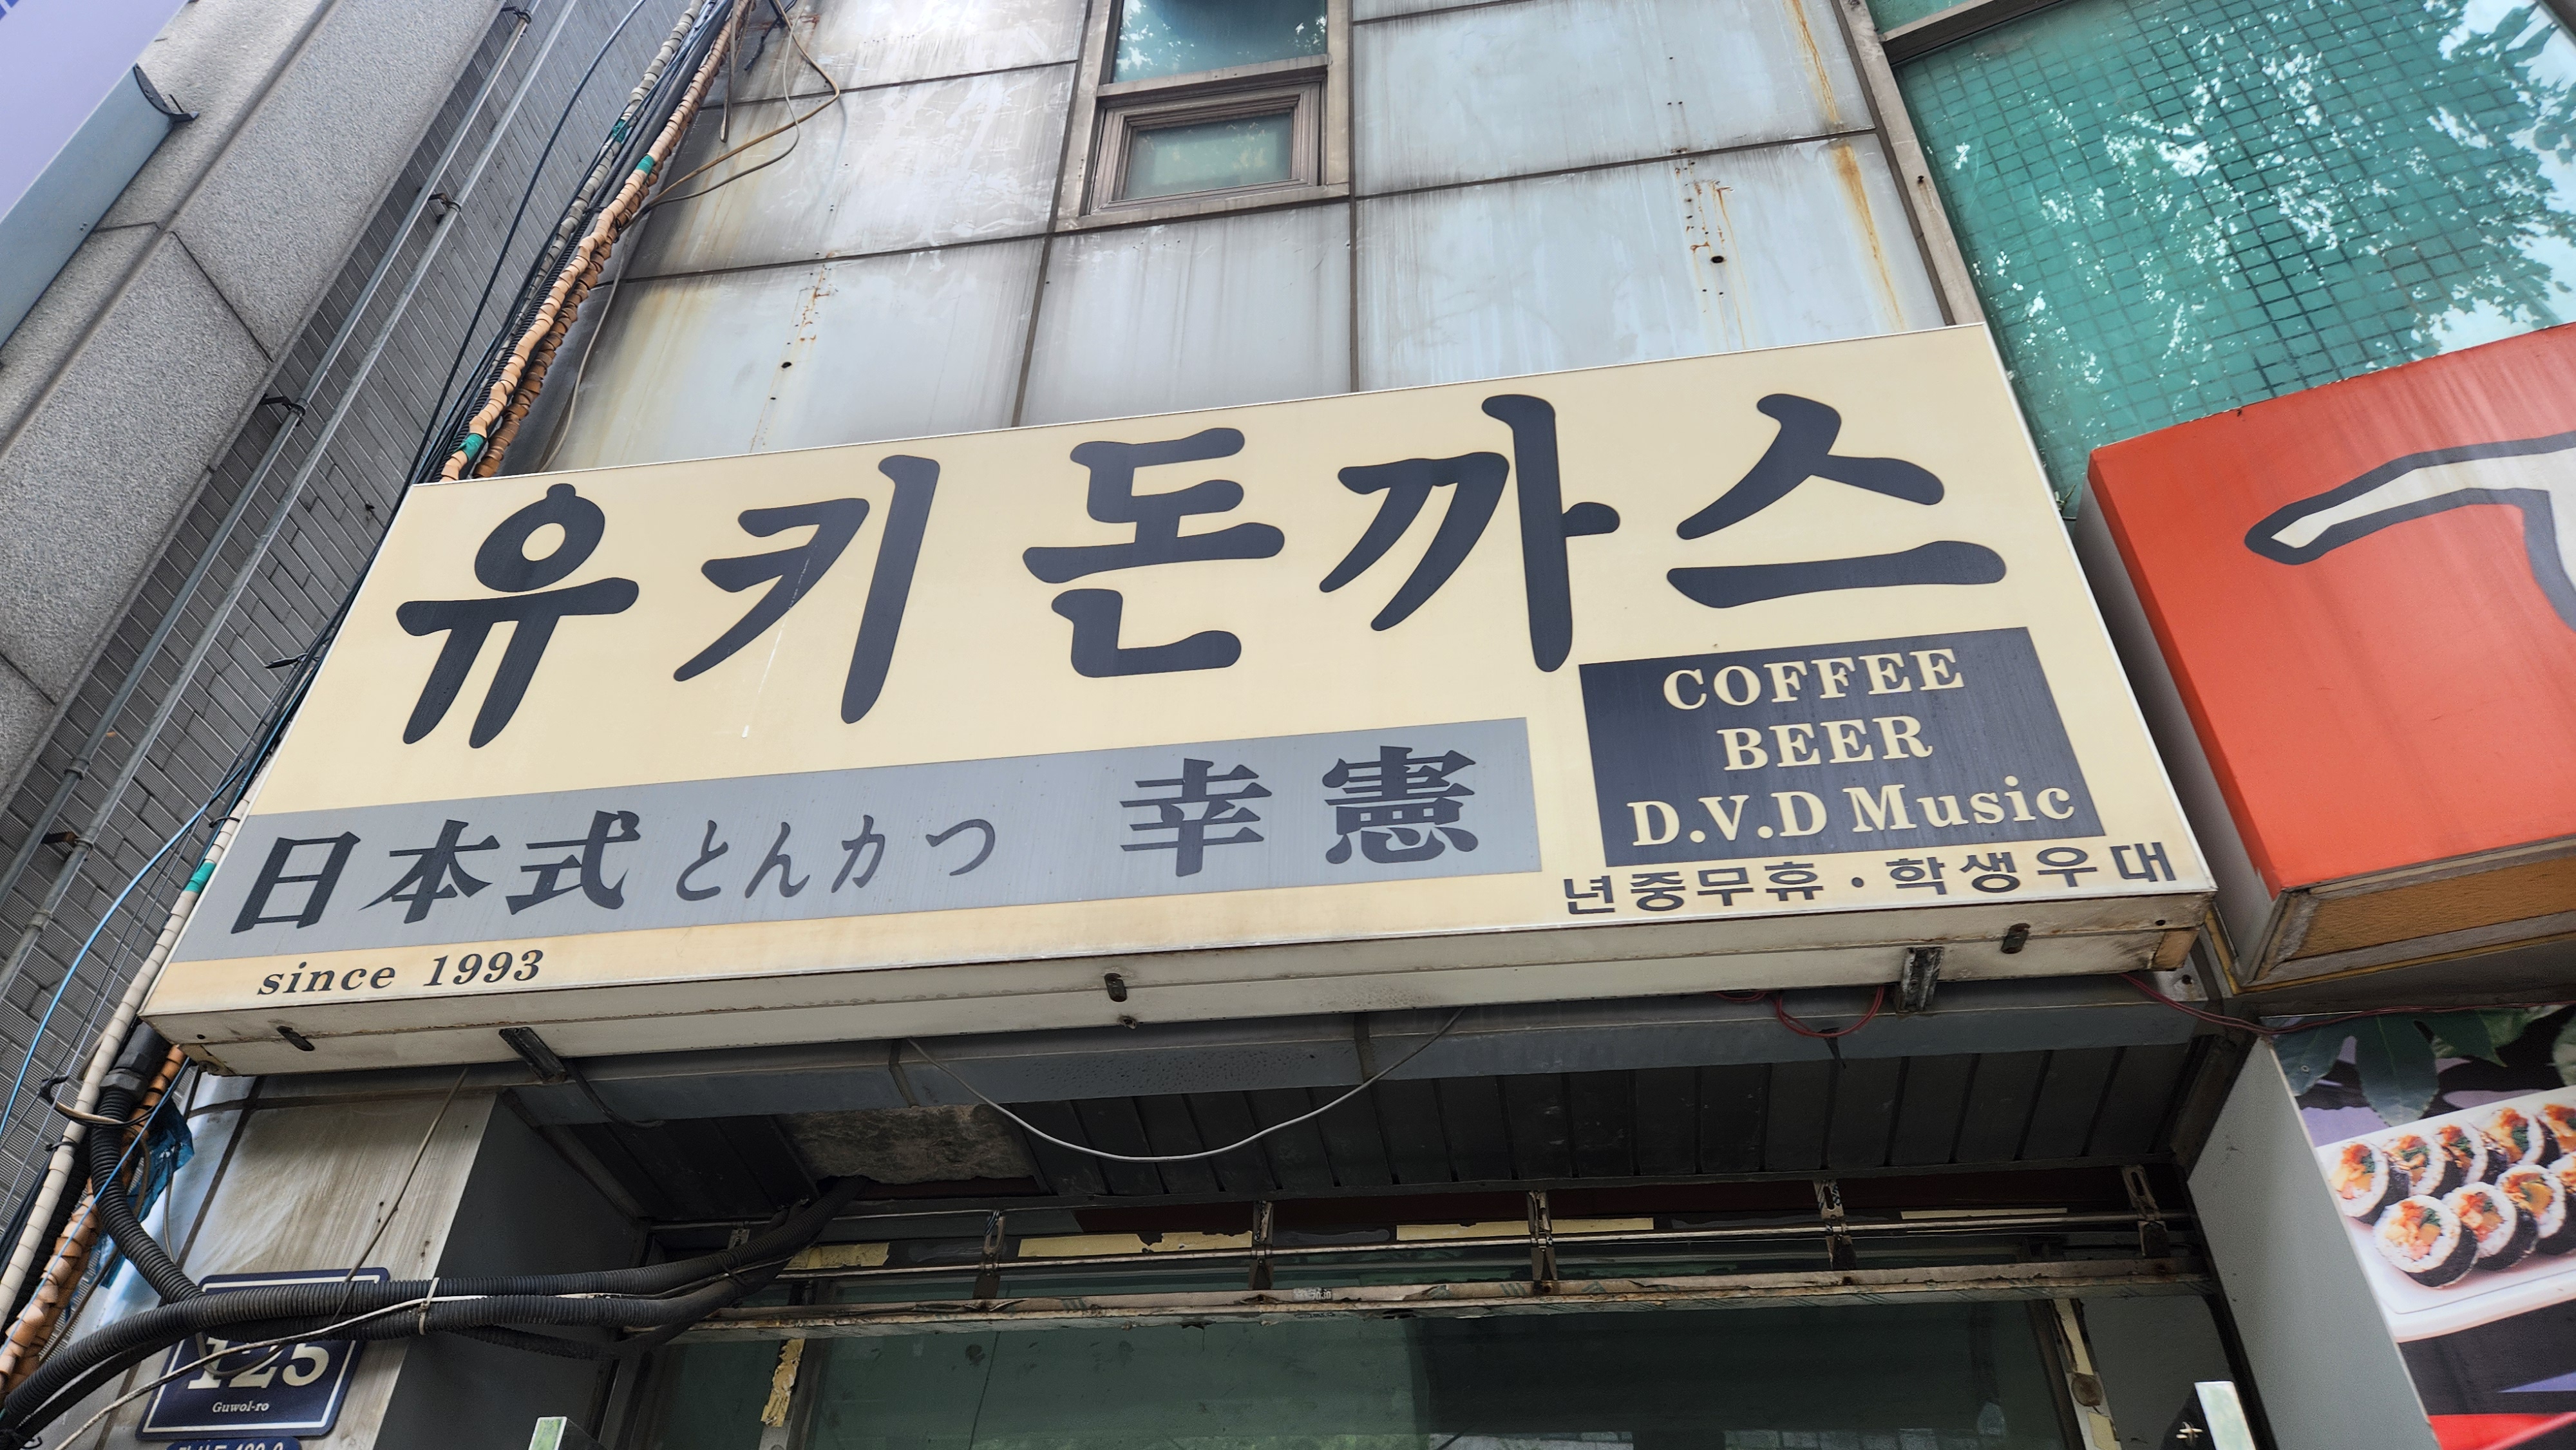 유키돈까스
COFFEE
BEER
D.V.D Music
日本式 とんカつ 幸憲
년중무휴 · 학생우대
since 1993
125
Guwol-ro